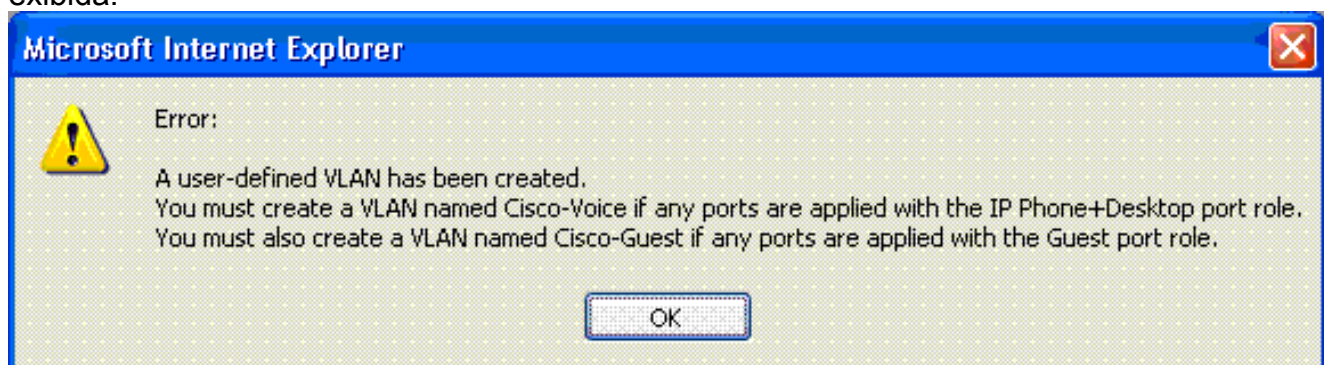 exibida:
Microsoft Internet Explorer
Error:
A user-defined VLAN has been created.
You must create a VLAN named Cisco-Voice if any ports are applied with the IP Phone+Desktop port role.
You must also create a VLAN named Cisco-Guest if any ports are applied with the Guest port role.
OK